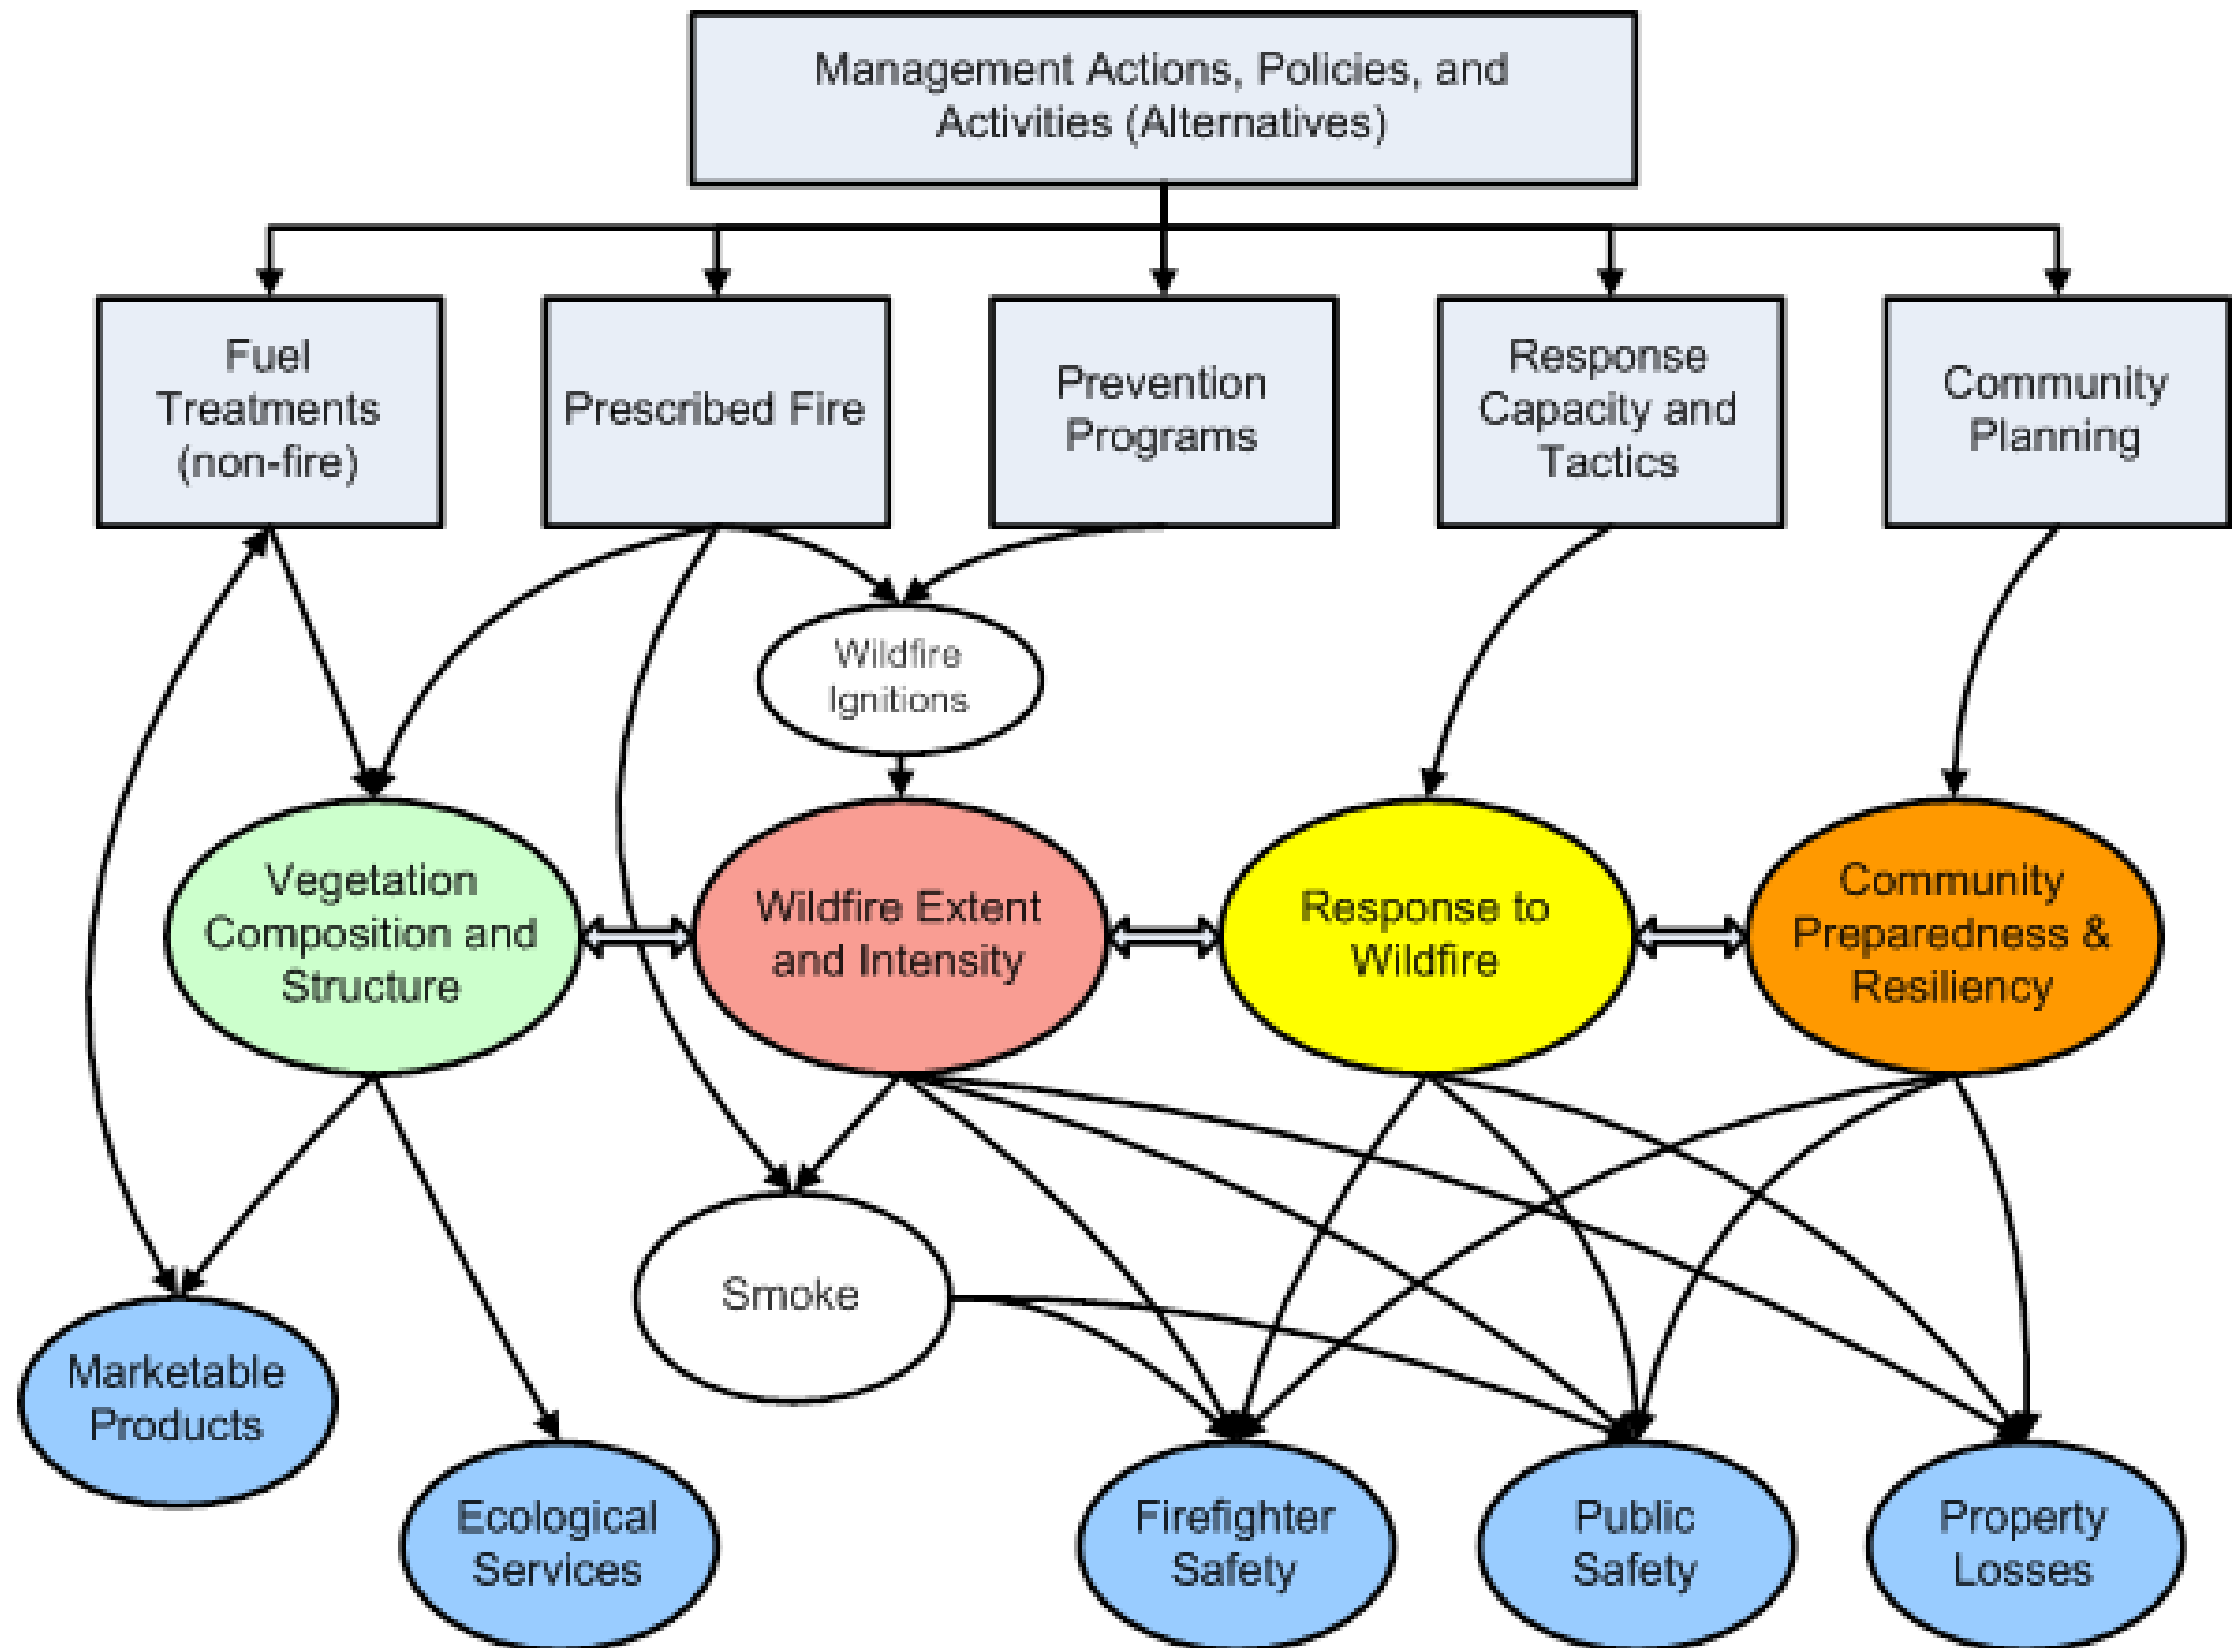 Management Actions, Policies, and
Activities (Alternatives)
Fuel
Treatments
(non-fire)
Prescribed Fire
Prevention
Programs
Response
Capacity and
Tactics
Community
Planning
Wildfire
Ignitions
Vegetation
Composition and
Structure
Wildfire Extent
and Intensity
Response to
Wildfire
Community
Preparedness &
Resiliency
Smoke
Marketable
Products
Ecological
Services
Firefighter
Safety
Public
Safety
Property
Losses